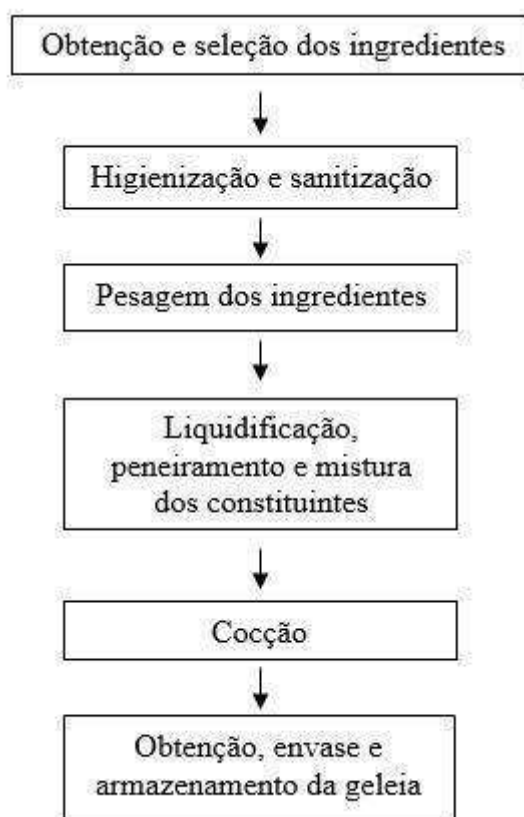 Obtenção e seleção dos ingredientes
Higienização e sanitização
Pesagem dos ingredientes
Liquidificação,
peneiramento e mistura
dos constituintes
Cocção
Obtenção, envase e
armazenamento da geleia